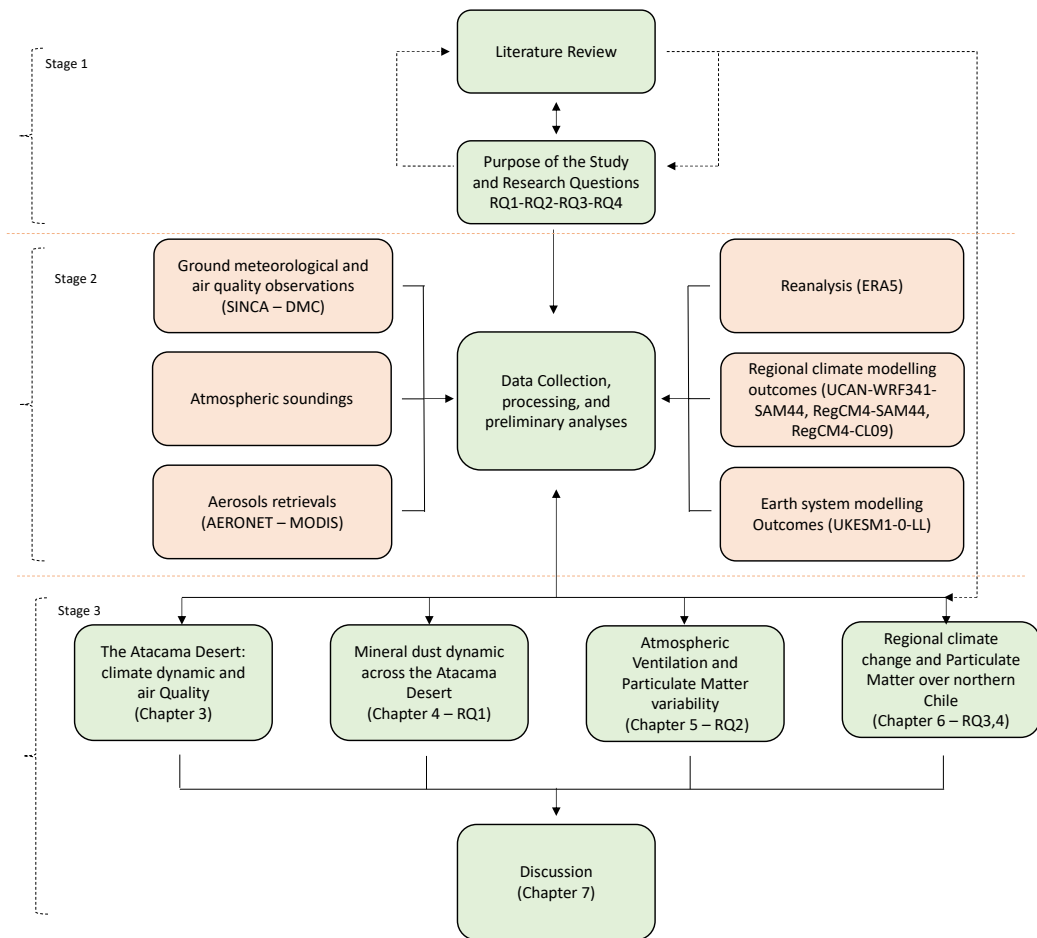 Stage 1
Literature Review
Purpose of the Study
and Research Questions
RQ1-RQ2-RQ3-RQ4
Stage 2
Ground meteorological and
air quality observations
(SINCA – DMC)
Atmospheric soundings
Aerosols retrievals
(AERONET – MODIS)
Data Collection,
processing, and
preliminary analyses
Reanalysis (ERA5)
Regional climate modelling
outcomes (UCAN-WRF341-
SAM44, RegCM4-SAM44,
RegCM4-CL09)
Earth system modelling
Outcomes (UKESM1-0-LL)
Stage 3
The Atacama Desert:
climate dynamic and
air Quality
(Chapter 3)
Mineral dust dynamic
across the Atacama
Desert
(Chapter 4 – RQ1)
Atmospheric
Ventilation and
Particulate Matter
variability
(Chapter 5 – RQ2)
Regional climate
change and Particulate
Matter over northern
Chile
(Chapter 6 – RQ3,4)
Discussion
(Chapter 7)